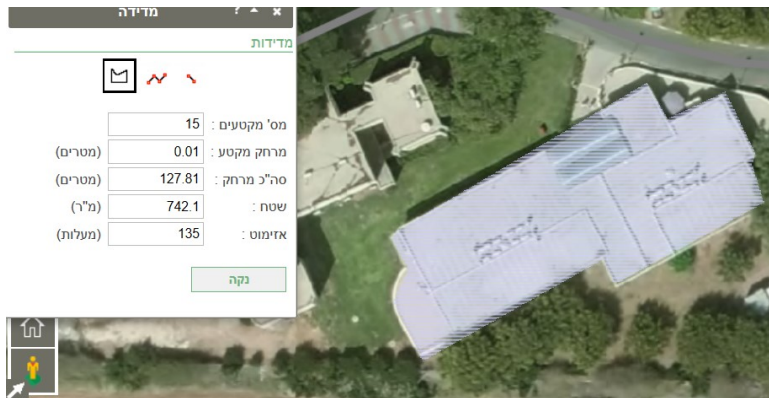 מדידה
?
מדידות
מס' מקטעים : 15
מרחק מקטע : 0.01 (מטרים)
סה"כ מרחק : 127.81 (מטרים)
שטח : 742.1 (מ"ר)
אזימוט : 135 (מעלות)
נקה